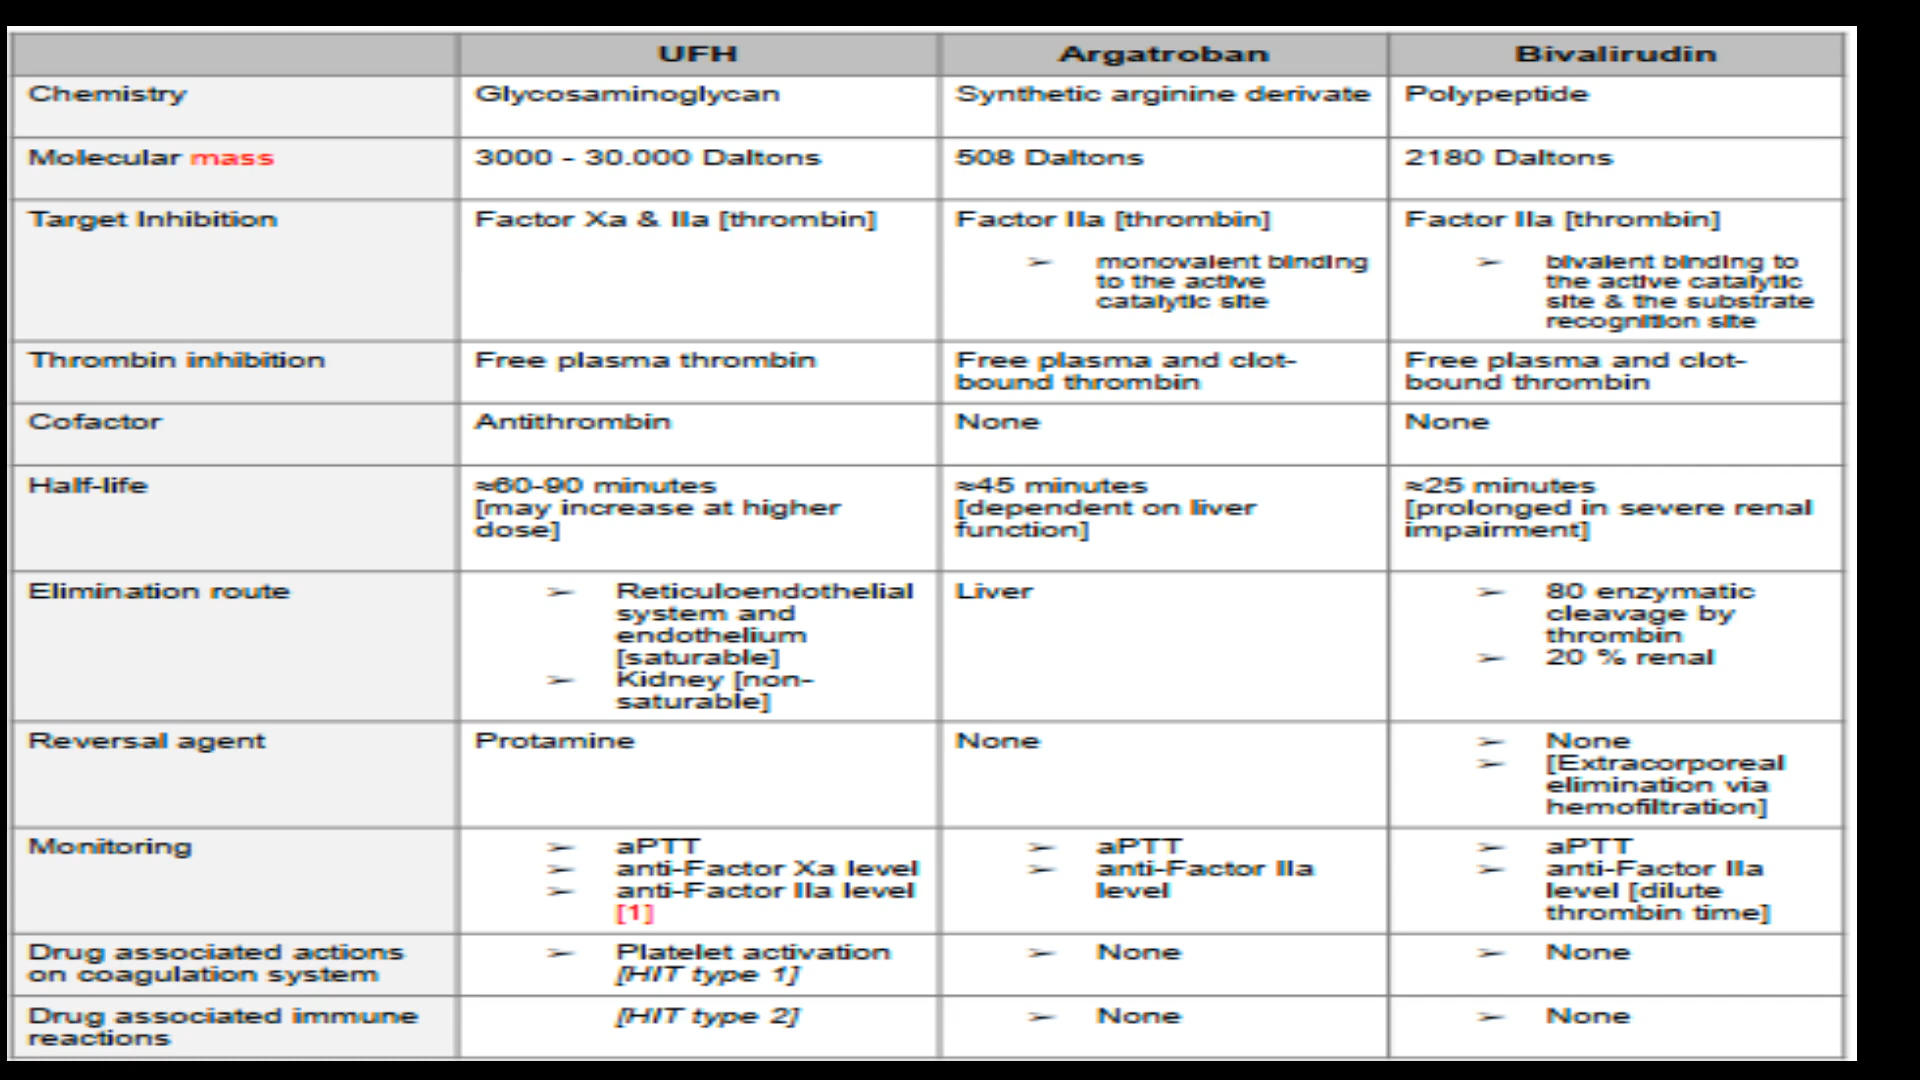 UFH Argatroban Bivalirudin
Chemistry
Glycosaminoglycan
Synthetic arginine derivate
Polypeptide
Molecular mass
3000 - 30.000 Daltons
508 Daltons
2180 Daltons
Target Inhibition
Factor Xa & IIa [thrombin]
Factor IIa [thrombin]
➢ monovalent binding
to the active
catalytic site
Factor IIa [thrombin]
➢ bivalent binding to
the active catalytic
site & the substrate
recognition site
Thrombin inhibition
Free plasma thrombin
Free plasma and clot-
bound thrombin
Free plasma and clot-
bound thrombin
Cofactor
Antithrombin
None
None
Half-life
≈60-90 minutes
[may increase at higher
dose]
≈45 minutes
[dependent on liver
function]
≈25 minutes
[prolonged in severe renal
impairment]
Elimination route
➢ Reticuloendothelial
system and
endothelium
[saturable]
➢ Kidney [non-
saturable]
Liver
➢ 80 enzymatic
cleavage by
thrombin
➢ 20 % renal
Reversal agent
Protamine
None
➢ None
➢ [Extracorporeal
elimination via
hemofiltration]
Monitoring
➢ aPTT
➢ anti-Factor Xa level
➢ anti-Factor IIa level
[1]
➢ aPTT
➢ anti-Factor IIa
level
➢ aPTT
➢ anti-Factor IIa
level [dilute
thrombin time]
Drug associated actions
on coagulation system
➢ Platelet activation
[HIT type 1]
➢ None
➢ None
Drug associated immune
reactions
[HIT type 2]
➢ None
➢ None